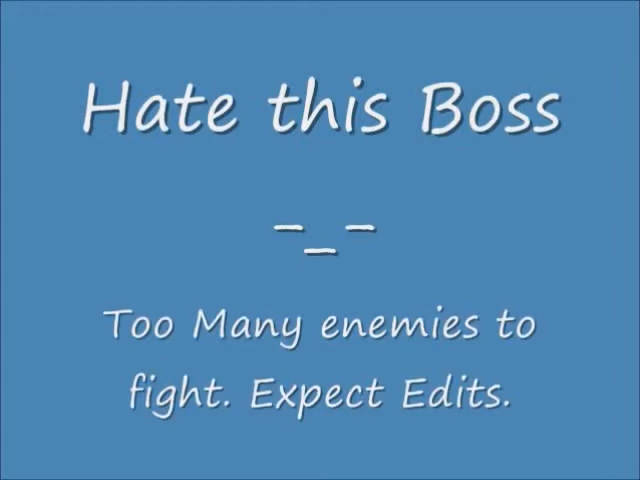 Hate this Boss
-_-
Too Many enemies to
fight. Expect Edits.